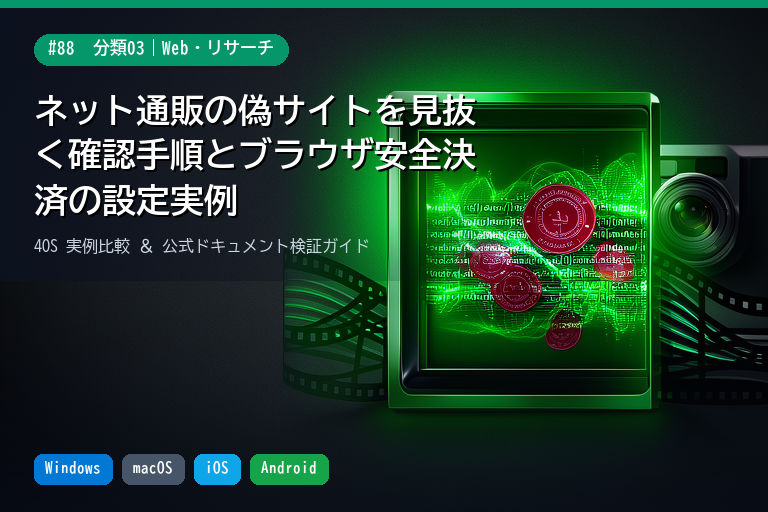 #88 分類03｜Web・リサーチ
ネット通販の偽サイトを見抜
く確認手順とブラウザ安全決
済の設定実例
4OS 実例比較 & 公式ドキュメント検証ガイド
Windows
macOS
iOS
Android